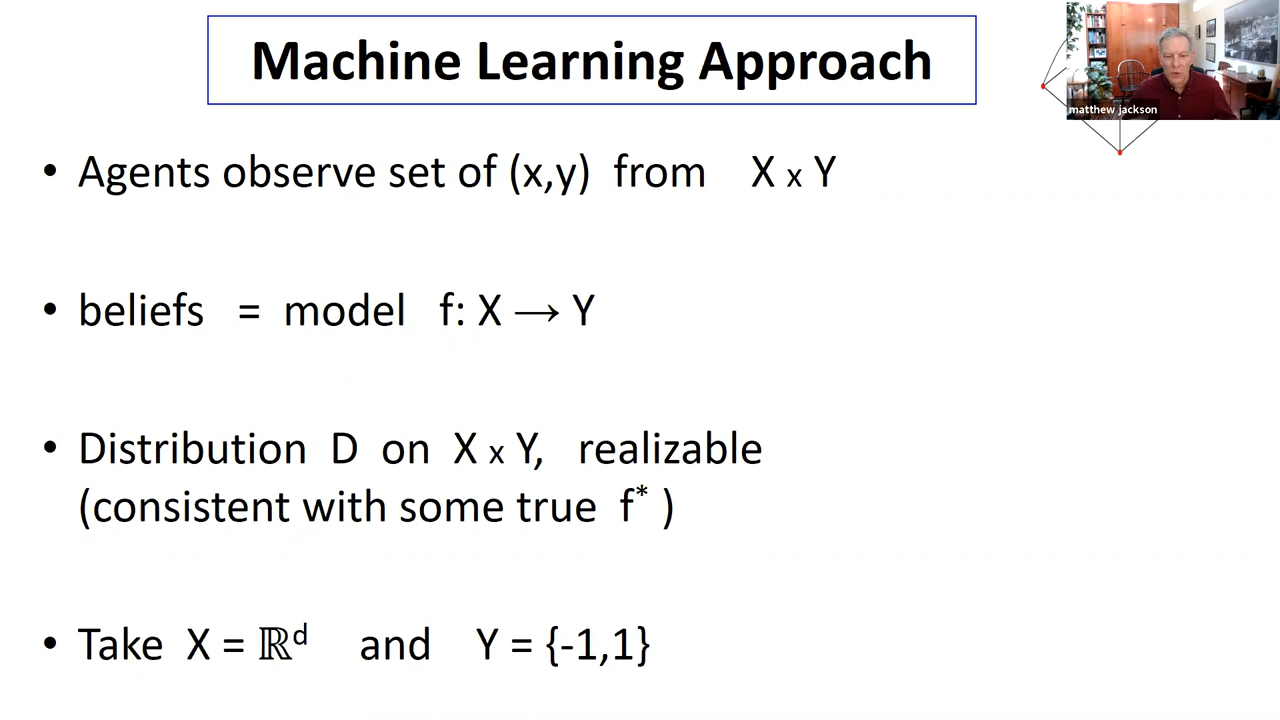 Machine Learning Approach
matthew jackson
• Agents observe set of (x,y) from X x Y
• beliefs = model f: X → Y
• Distribution D on X x Y, realizable
(consistent with some true f* )
• Take X = ℝᵈ and Y = {-1,1}